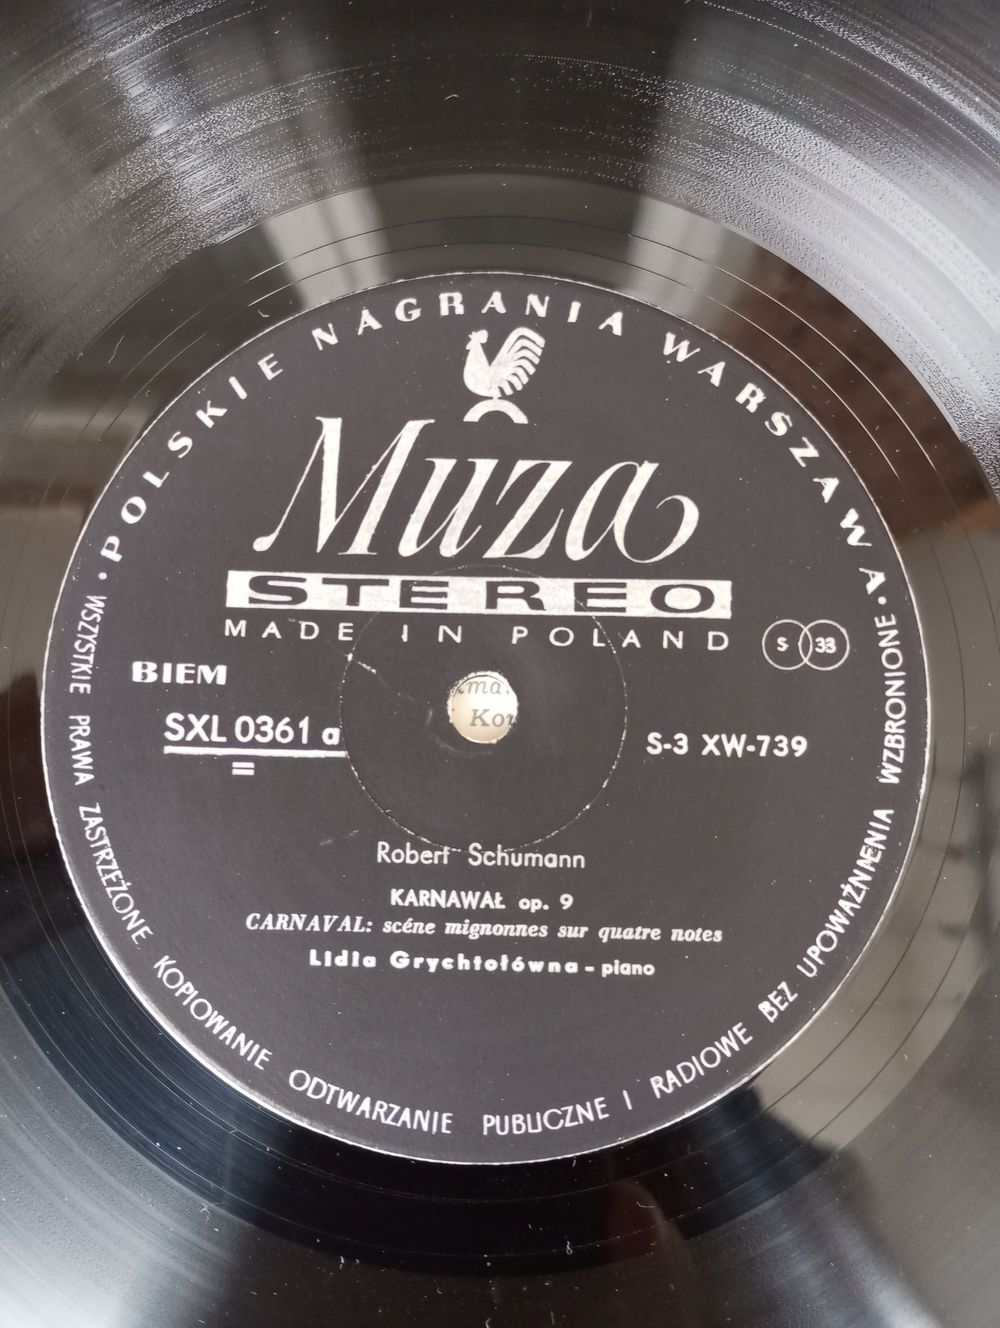 POLSKIE NAGRANIA WARSZAWA
Muza
STEREO
MADE IN POLAND
S 33
BIEM
SXL 0361 a
=
S-3 XW-739
Robert Schumann
KARNAWAŁ op. 9
CARNAVAL: scéne mignonnes sur quatre notes
Lidia Grychtołówna - piano
• WSZYSTKIE PRAWA ZASTRZEŻONE KOPIOWANIE ODTWARZANIE PUBLICZNE I RADIOWE BEZ UPOWAŻNIENIA WZBRONIONE •